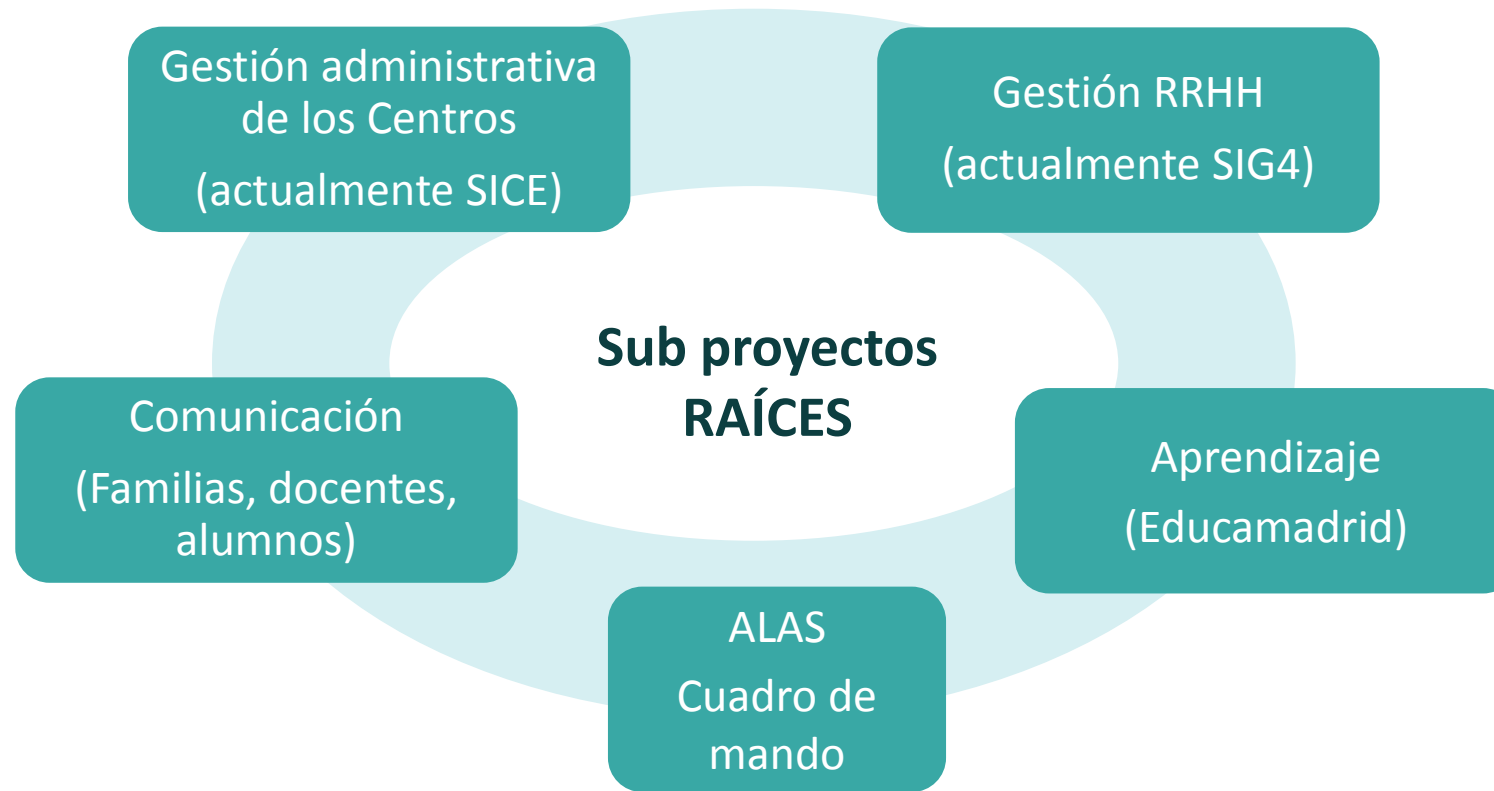 Gestión administrativa
de los Centros
(actualmente SICE)
Gestión RRHH
(actualmente SIG4)
Sub proyectos
RAÍCES
Comunicación
(Familias, docentes,
alumnos)
Aprendizaje
(Educamadrid)
ALAS
Cuadro de
mando